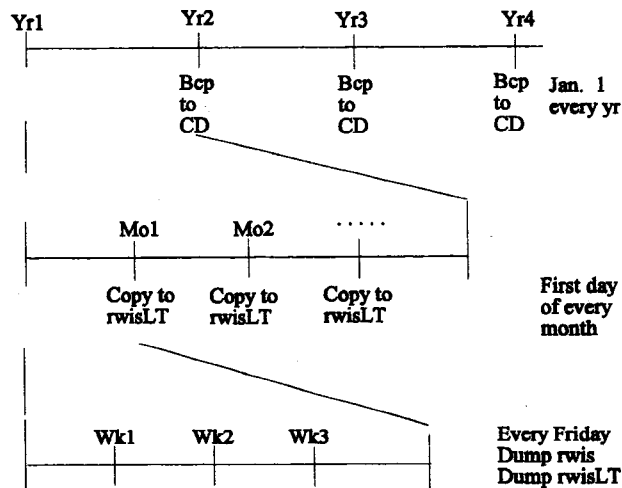 Yr1 Yr2 Yr3 Yr4
Bcp Bcp Bcp
to to to
CD CD CD
Jan. 1
every yr
Mo1 Mo2 .....
Copy to Copy to Copy to
rwisLT rwisLT rwisLT
First day
of every
month
Wk1 Wk2 Wk3
Every Friday
Dump rwis
Dump rwisLT